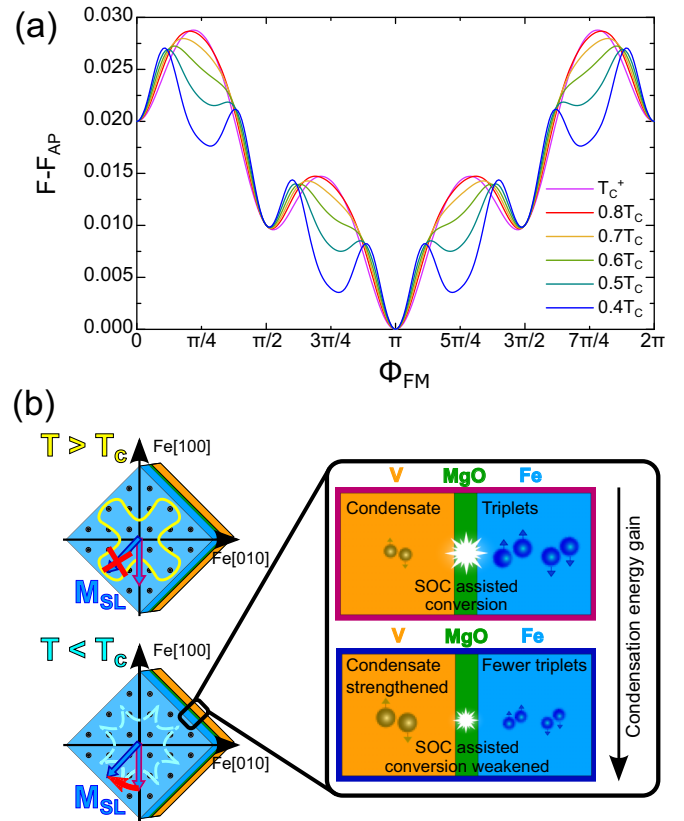 (a)
0.030
0.025
0.020
0.015
0.010
0.005
0.000
F-F_AP
T_C^+
0.8T_C
0.7T_C
0.6T_C
0.5T_C
0.4T_C
0 π/4 π/2 3π/4 π 5π/4 3π/2 7π/4 2π
Φ_FM
(b)
T > T_C
Fe[100]
Fe[010]
M_SL
T < T_C
Fe[100]
Fe[010]
M_SL
V MgO Fe
Condensate Triplets
SOC assisted
conversion
V MgO Fe
Condensate Fewer triplets
strengthened
SOC assisted
conversion weakened
Condensation energy gain